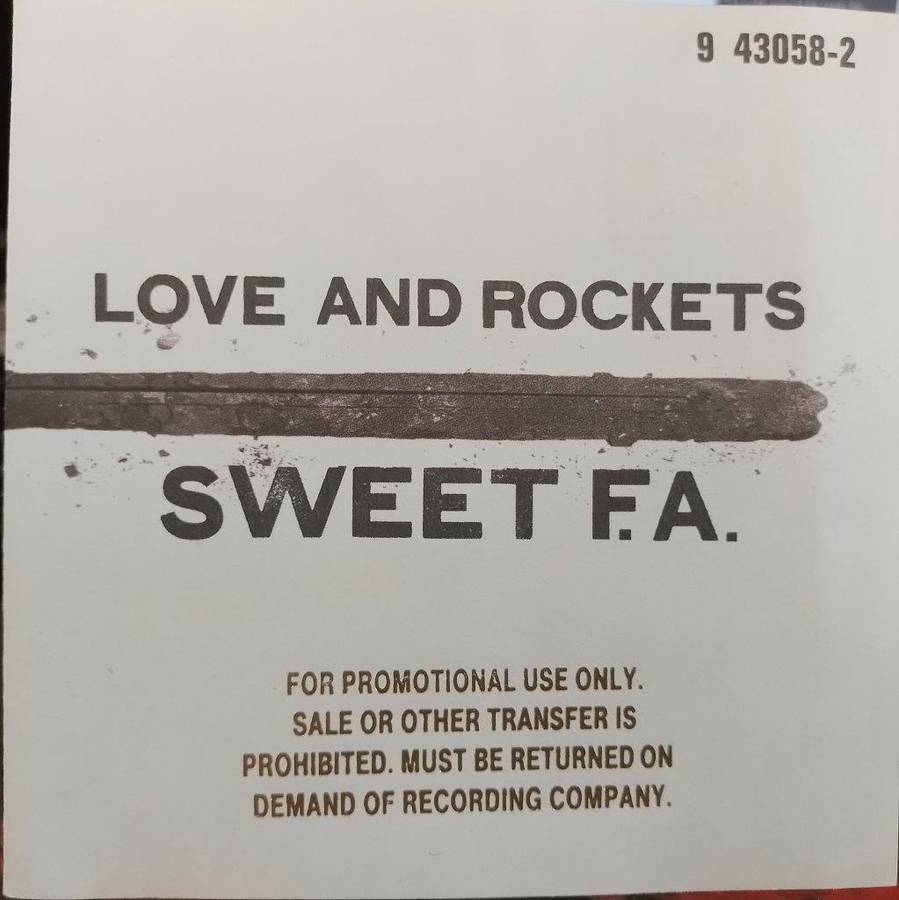 9 43058-2
LOVE AND ROCKETS
SWEET F.A.
FOR PROMOTIONAL USE ONLY.
SALE OR OTHER TRANSFER IS
PROHIBITED. MUST BE RETURNED ON
DEMAND OF RECORDING COMPANY.